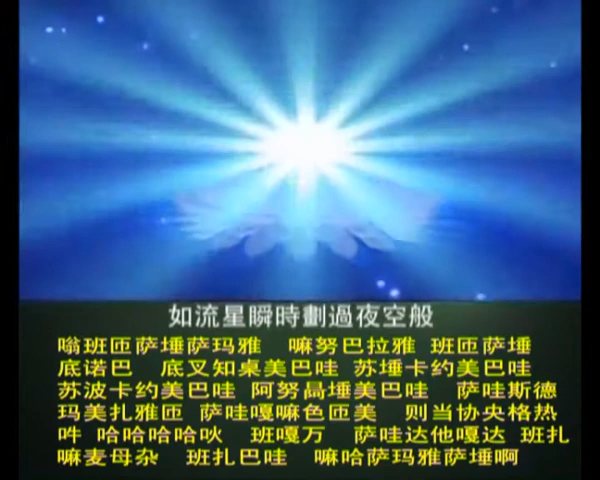 如流星瞬時劃過夜空般
嗡班匝萨埵萨玛雅 嘛努巴拉雅 班匝萨埵
底诺巴 底叉知桌美巴哇 苏埵卡约美巴哇
苏波卡约美巴哇 阿努晶埵美巴哇 萨哇斯德
玛美扎雅匝 萨哇嘎嘛色匝美 则当协央格热
吽 哈哈哈哈吙 班嘎万 萨哇达他嘎达 班扎
嘛麦母杂 班扎巴哇 嘛哈萨玛雅萨埵啊